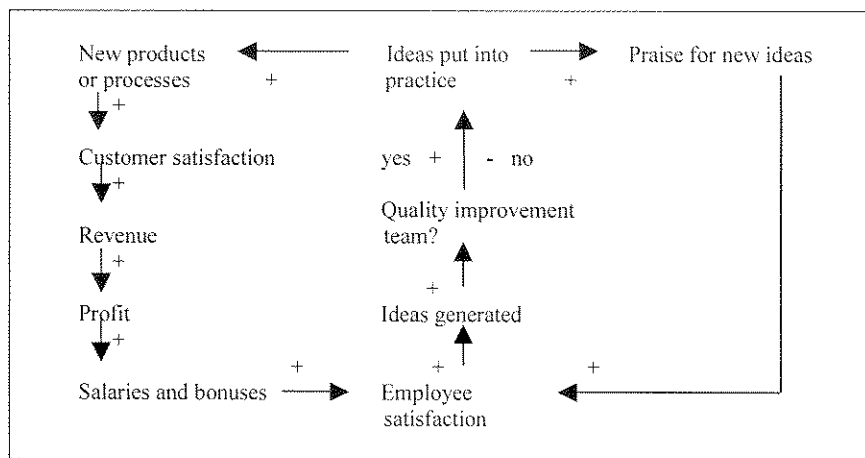 New products
or processes
+
Ideas put into
practice
+
Praise for new ideas
+
Customer satisfaction
+
yes + - no
Revenue
+
Quality improvement
team?
+
Profit
+
Ideas generated
Salaries and bonuses
+
+
Employee
satisfaction
+